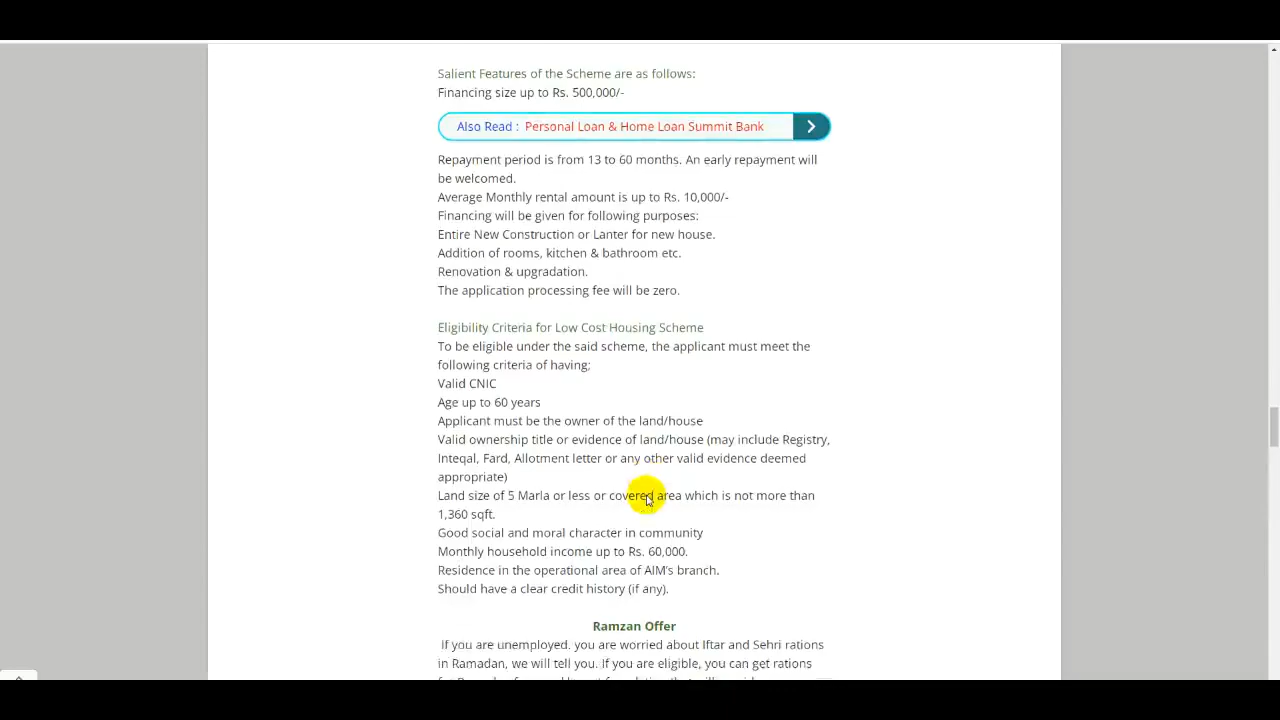 Salient Features of the Scheme are as follows:
Financing size up to Rs. 500,000/-
Also Read : Personal Loan & Home Loan Summit Bank
Repayment period is from 13 to 60 months. An early repayment will
be welcomed.
Average Monthly rental amount is up to Rs. 10,000/-
Financing will be given for following purposes:
Entire New Construction or Lanter for new house.
Addition of rooms, kitchen & bathroom etc.
Renovation & upgradation.
The application processing fee will be zero.
Eligibility Criteria for Low Cost Housing Scheme
To be eligible under the said scheme, the applicant must meet the
following criteria of having;
Valid CNIC
Age up to 60 years
Applicant must be the owner of the land/house
Valid ownership title or evidence of land/house (may include Registry,
Inteqal, Fard, Allotment letter or any other valid evidence deemed
appropriate)
Land size of 5 Marla or less or covered area which is not more than
1,360 sqft.
Good social and moral character in community
Monthly household income up to Rs. 60,000.
Residence in the operational area of AIM's branch.
Should have a clear credit history (if any).
Ramzan Offer
If you are unemployed. you are worried about Iftar and Sehri rations
in Ramadan, we will tell you. If you are eligible, you can get rations